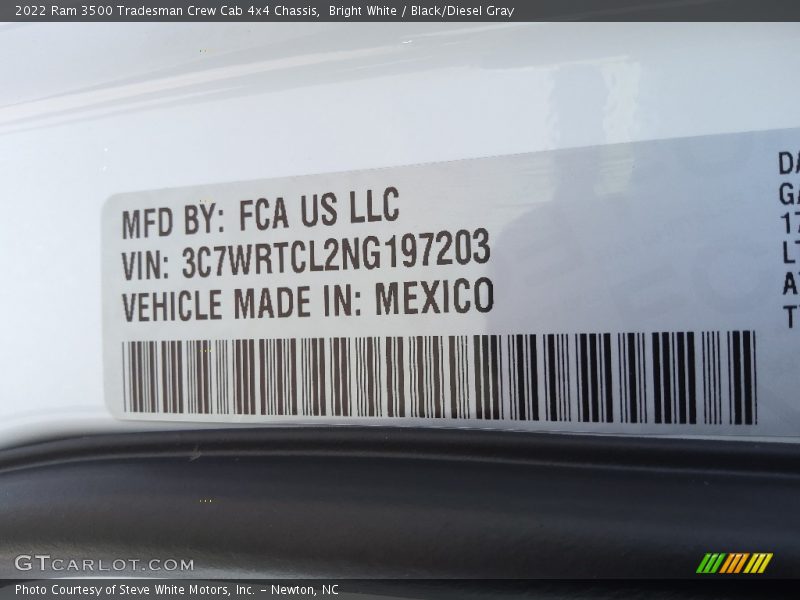 2022 Ram 3500 Tradesman Crew Cab 4x4 Chassis,  Bright White / Black/Diesel Gray
MFD BY: FCA US LLC
VIN: 3C7WRTCL2NG197203
VEHICLE MADE IN: MEXICO
GTCARLOT.COM
Photo Courtesy of Steve White Motors, Inc. – Newton, NC